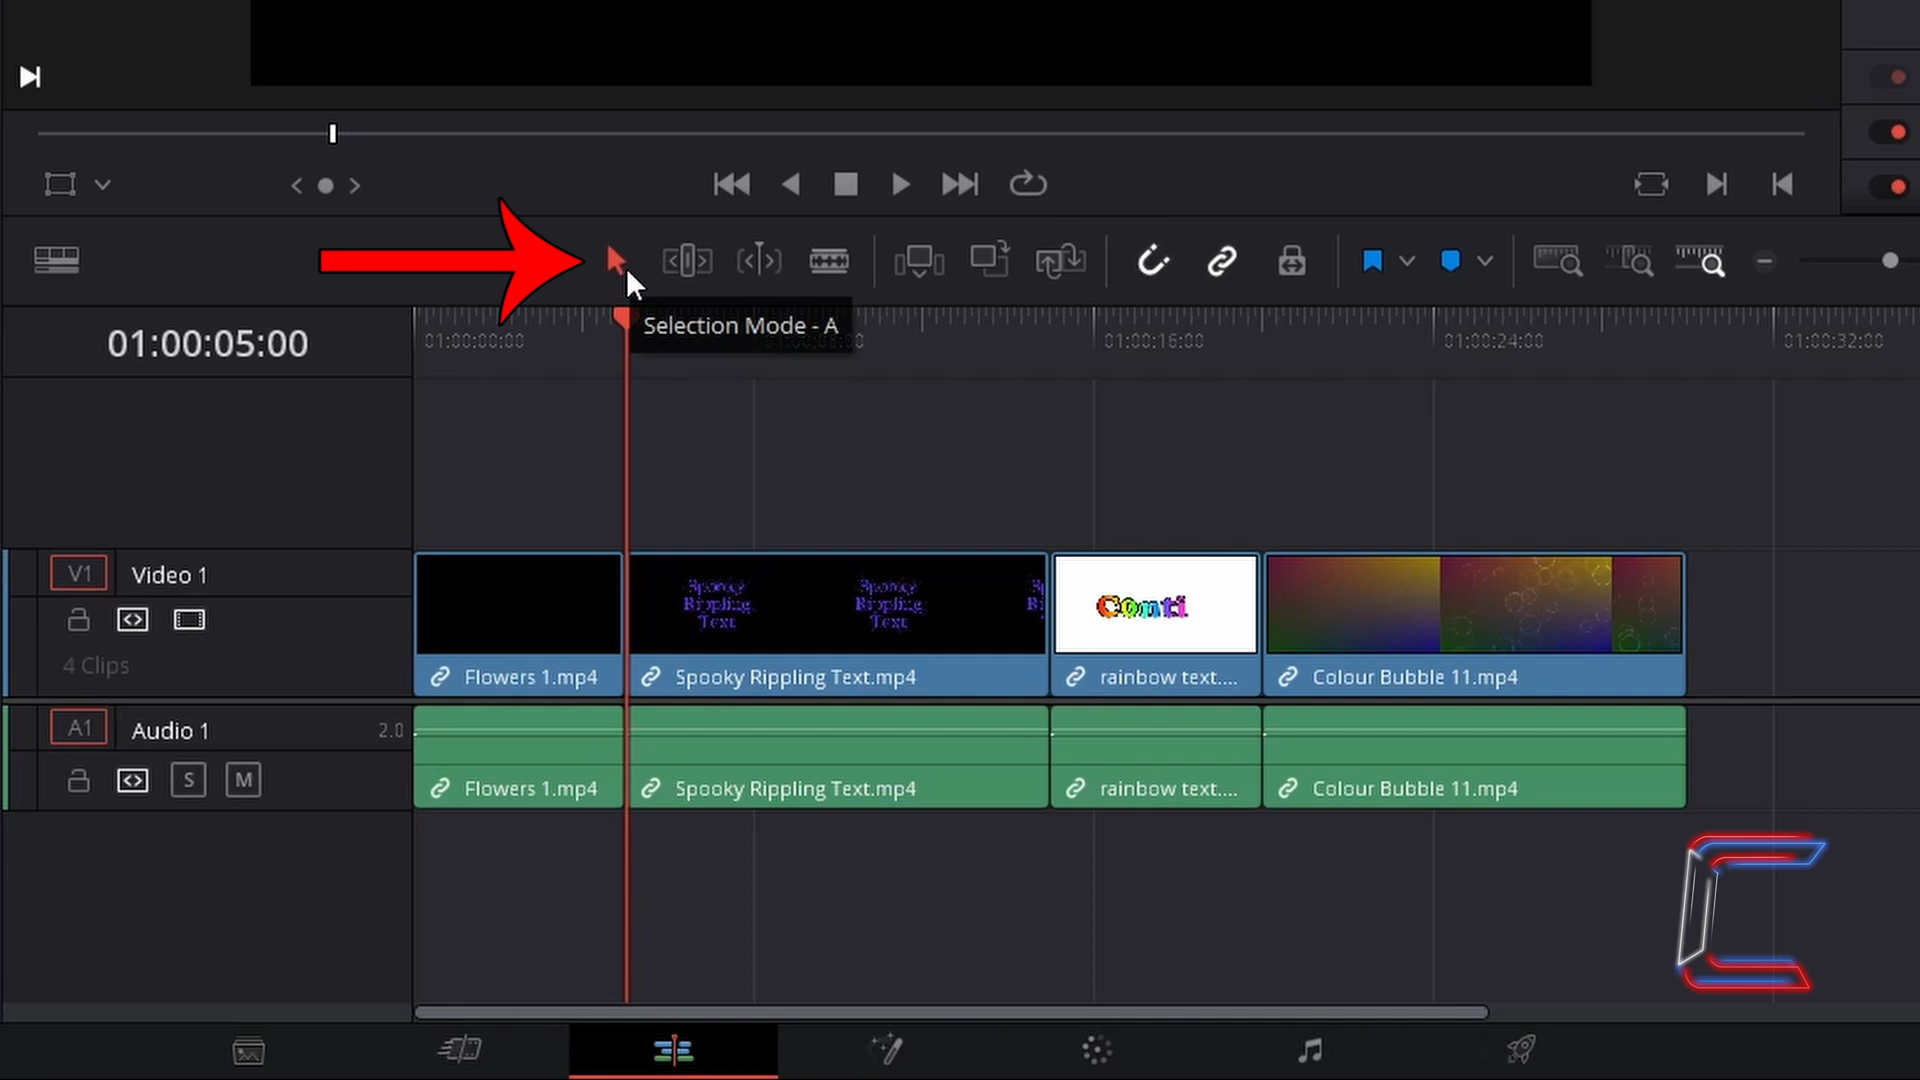 01:00:05:00
Selection Mode - A
01:00:00:00
01:00:16:00
01:00:24:00
01:00:32:00
V1
Video 1
4 Clips
Spooky
Rippling
Text
Spooky
Rippling
Text
Conti
Flowers 1.mp4
Spooky Rippling Text.mp4
rainbow text....
Colour Bubble 11.mp4
A1
Audio 1
2.0
S
M
Flowers 1.mp4
Spooky Rippling Text.mp4
rainbow text....
Colour Bubble 11.mp4
C